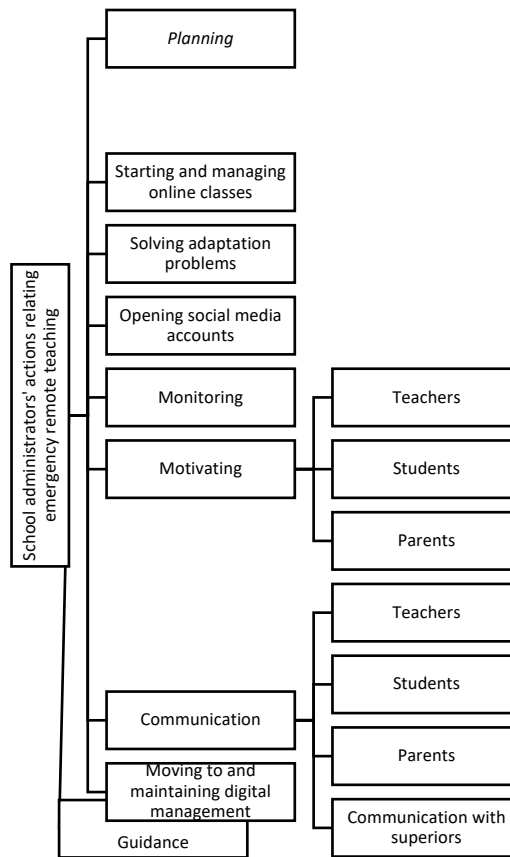 School administrators' actions relating
emergency remote teaching
Planning
Starting and managing
online classes
Solving adaptation
problems
Opening social media
accounts
Monitoring
Motivating
Teachers
Students
Parents
Communication
Teachers
Students
Parents
Communication with
superiors
Moving to and
maintaining digital
management
Guidance